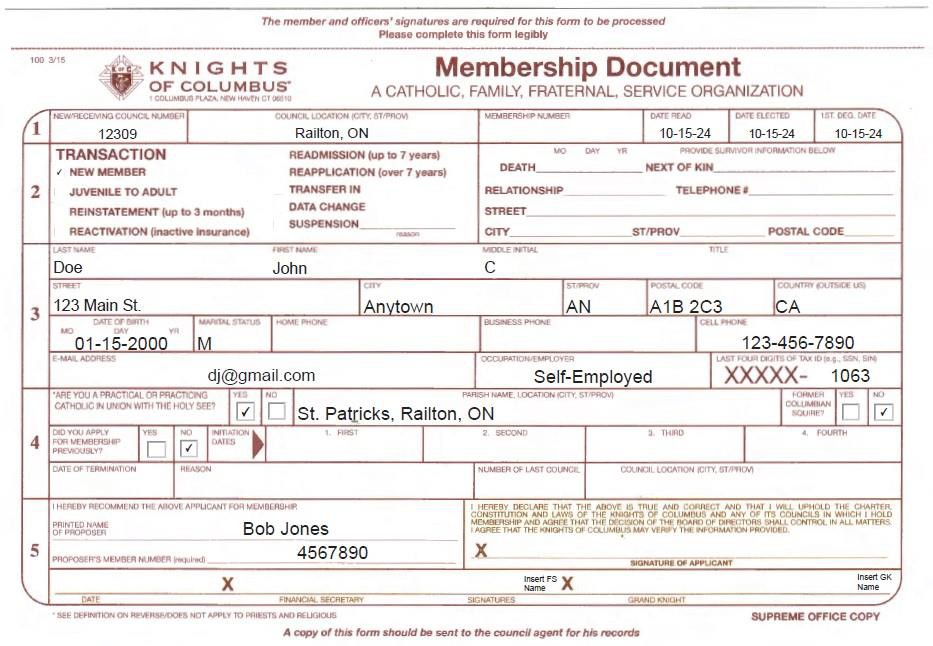 The member and officers' signatures are required for this form to be processed
Please complete this form legibly
100 3/15
K OF C
KNIGHTS
OF COLUMBUS®
1 COLUMBUS PLAZA, NEW HAVEN CT 06510
Membership Document
A CATHOLIC, FAMILY, FRATERNAL, SERVICE ORGANIZATION
1
NEW/RECEIVING COUNCIL NUMBER COUNCIL LOCATION (CITY, ST/PROV) MEMBERSHIP NUMBER DATE READ DATE ELECTED 1ST. DEG. DATE
12309 Railton, ON 10-15-24 10-15-24 10-15-24
2
TRANSACTION
✓ NEW MEMBER
JUVENILE TO ADULT
REINSTATEMENT (up to 3 months)
REACTIVATION (inactive insurance)
READMISSION (up to 7 years)
REAPPLICATION (over 7 years)
TRANSFER IN
DATA CHANGE
SUSPENSION
reason
MO DAY YR PROVIDE SURVIVOR INFORMATION BELOW
DEATH NEXT OF KIN
RELATIONSHIP TELEPHONE #
STREET
CITY ST/PROV POSTAL CODE
3
LAST NAME FIRST NAME MIDDLE INITIAL TITLE
Doe John C
STREET CITY ST/PROV POSTAL CODE COUNTRY (OUTSIDE US)
123 Main St. Anytown AN A1B 2C3 CA
DATE OF BIRTH MARITAL STATUS HOME PHONE BUSINESS PHONE CELL PHONE
MO DAY YR
01-15-2000 M 123-456-7890
E-MAIL ADDRESS OCCUPATION/EMPLOYER LAST FOUR DIGITS OF TAX ID (e.g., SSN, SIN)
dj@gmail.com Self-Employed XXXXX- 1063
4
*ARE YOU A PRACTICAL OR PRACTICING
CATHOLIC IN UNION WITH THE HOLY SEE?
YES NO
✓
PARISH NAME, LOCATION (CITY, ST/PROV)
St. Patricks, Railton, ON
FORMER
COLUMBIAN
SQUIRE?
YES NO
✓
DID YOU APPLY
FOR MEMBERSHIP
PREVIOUSLY?
YES NO
✓
INITIATION
DATES
1. FIRST 2. SECOND 3. THIRD 4. FOURTH
DATE OF TERMINATION REASON NUMBER OF LAST COUNCIL COUNCIL LOCATION (CITY, ST/PROV)
5
I HEREBY RECOMMEND THE ABOVE APPLICANT FOR MEMBERSHIP.
PRINTED NAME
OF PROPOSER
Bob Jones
PROPOSER'S MEMBER NUMBER (required) 4567890
I HEREBY DECLARE THAT THE ABOVE IS TRUE AND CORRECT AND THAT I WILL UPHOLD THE CHARTER,
CONSTITUTION AND LAWS OF THE KNIGHTS OF COLUMBUS AND ANY OF ITS COUNCILS IN WHICH I HOLD
MEMBERSHIP AND AGREE THAT THE DECISION OF THE BOARD OF DIRECTORS SHALL CONTROL IN ALL MATTERS.
I AGREE THAT THE KNIGHTS OF COLUMBUS MAY VERIFY THE INFORMATION PROVIDED.
X
SIGNATURE OF APPLICANT
X Insert FS
Name X Insert GK
Name
DATE FINANCIAL SECRETARY SIGNATURES GRAND KNIGHT
* SEE DEFINITION ON REVERSE/DOES NOT APPLY TO PRIESTS AND RELIGIOUS SUPREME OFFICE COPY
A copy of this form should be sent to the council agent for his records